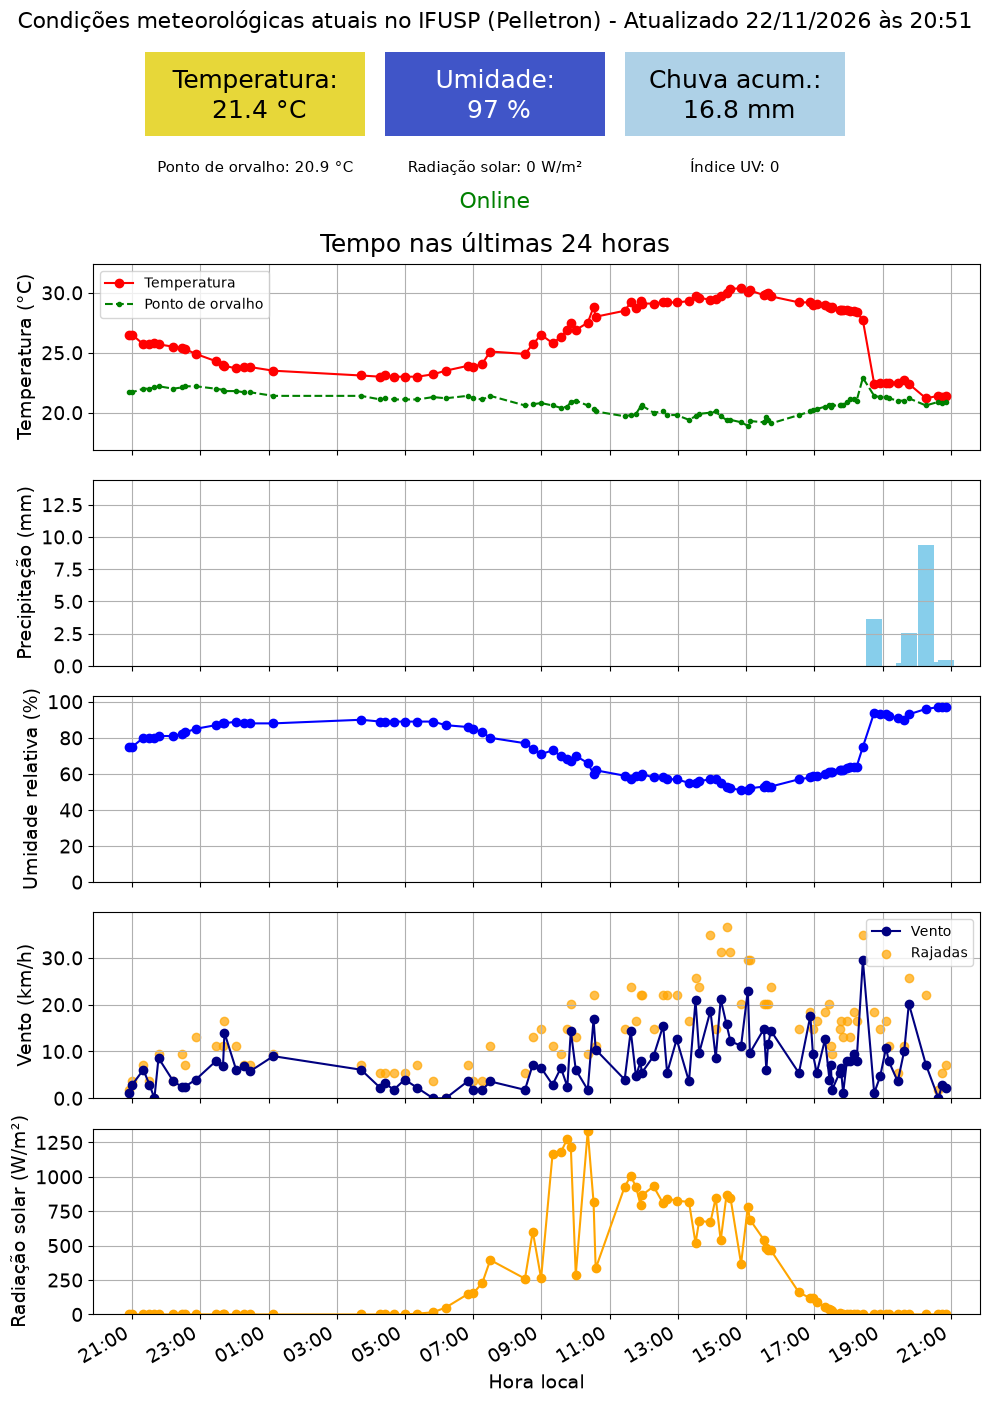 Condições meteorológicas atuais no IFUSP (Pelletron) - Atualizado 22/11/2026 às 20:51
Temperatura:
21.4 °C
Umidade:
97 %
Chuva acum.:
16.8 mm
Ponto de orvalho: 20.9 °C
Radiação solar: 0 W/m²
Índice UV: 0
Online
Tempo nas últimas 24 horas
Temperatura (°C)
30.0
25.0
20.0
Temperatura
Ponto de orvalho
Precipitação (mm)
12.5
10.0
7.5
5.0
2.5
0.0
Umidade relativa (%)
100
80
60
40
20
0
Vento (km/h)
30.0
20.0
10.0
0.0
Vento
Rajadas
Radiação solar (W/m²)
1250
1000
750
500
250
0
21:00
23:00
01:00
03:00
05:00
07:00
09:00
11:00
13:00
15:00
17:00
19:00
21:00
Hora local